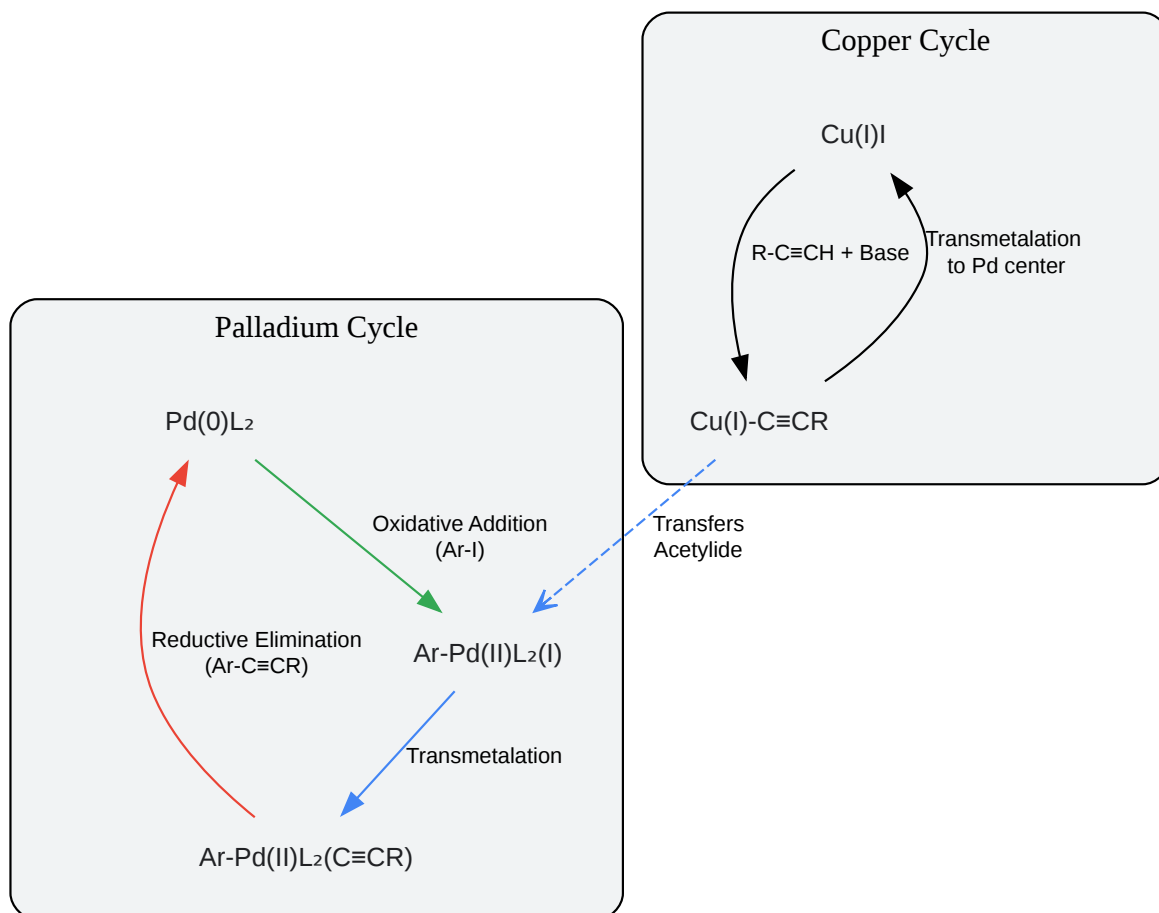 Copper Cycle
Cu(I)I
R-C≡CH + Base
Transmetalation
to Pd center
Cu(I)-C≡CR
Transfers
Acetylide
Palladium Cycle
Pd(0)L₂
Oxidative Addition
(Ar-I)
Reductive Elimination
(Ar-C≡CR)
Ar-Pd(II)L₂(I)
Transmetalation
Ar-Pd(II)L₂(C≡CR)